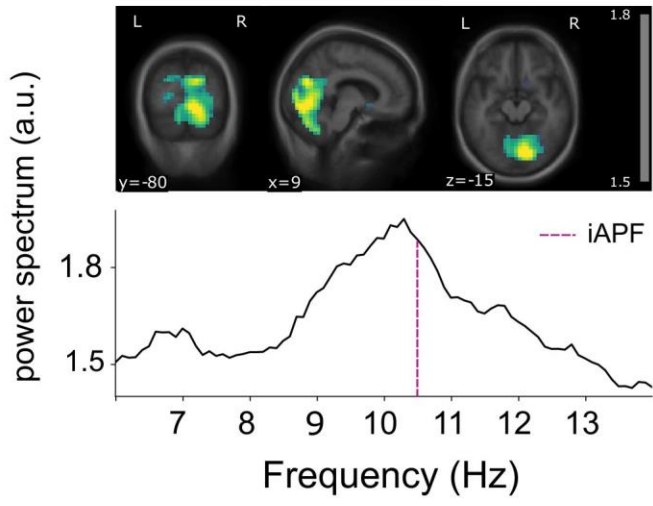 L R L R 1.8
y=-80 x=9 z=-15 1.5
power spectrum (a.u.)
iAPF
1.8
1.5
7 8 9 10 11 12 13
Frequency (Hz)